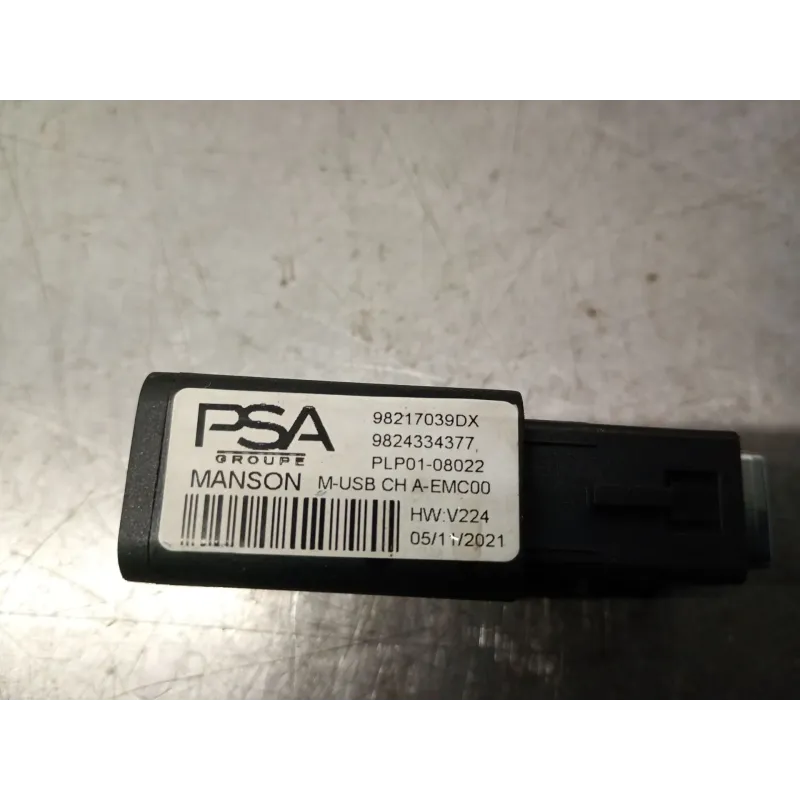 PSA
GROUPE
98217039DX
9824334377
PLP01-08022
MANSON M-USB CH A-EMC00
HW:V224
05/11/2021